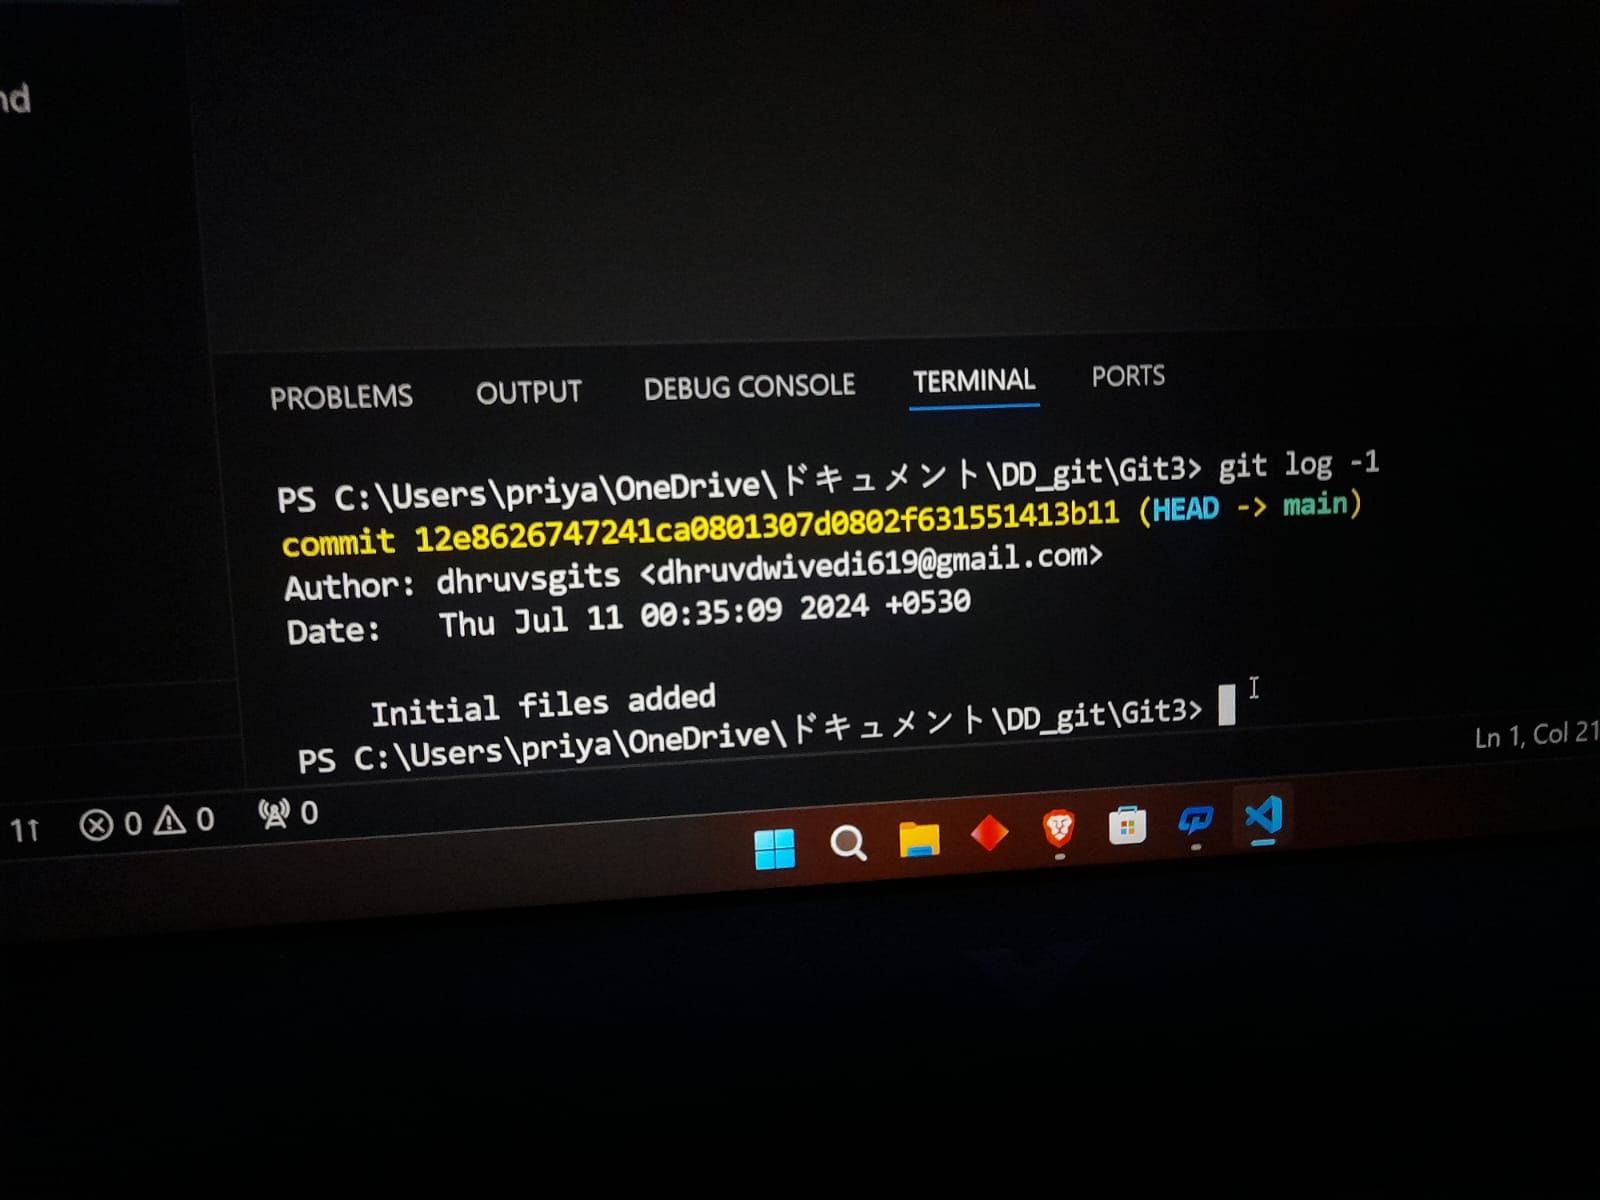 nd
PROBLEMS OUTPUT DEBUG CONSOLE TERMINAL PORTS
PS C:\Users\priya\OneDrive\ドキュメント\DD_git\Git3> git log -1
commit 12e8626747241ca0801307d0802f631551413b11 (HEAD -> main)
Author: dhruvsgits <dhruvdwivedi619@gmail.com>
Date: Thu Jul 11 00:35:09 2024 +0530
Initial files added
PS C:\Users\priya\OneDrive\ドキュメント\DD_git\Git3>
Ln 1, Col 21
1↑ 0 0 0